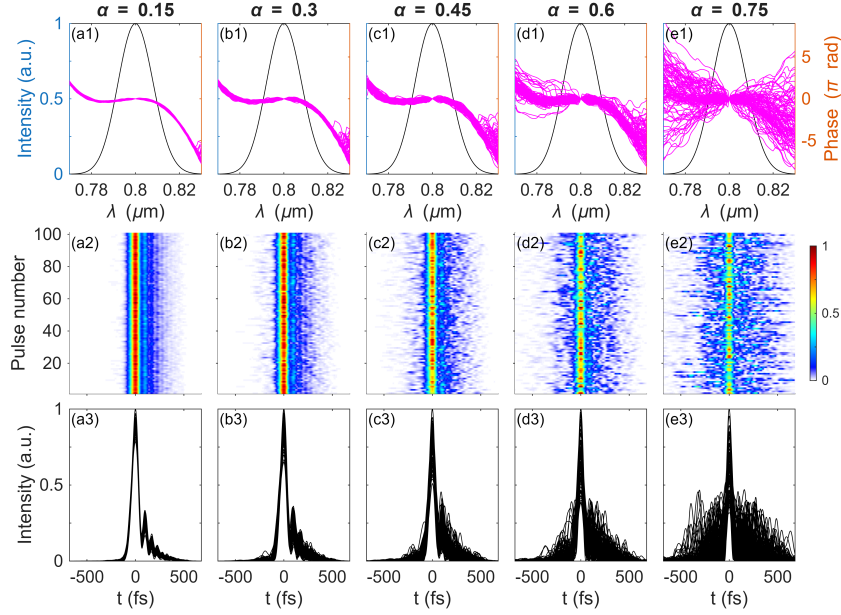 α = 0.15 α = 0.3 α = 0.45 α = 0.6 α = 0.75
(a1) (b1) (c1) (d1) (e1)
Intensity (a.u.)
1
0.5
0
5
0
-5
Phase (π rad)
0.78 0.8 0.82 0.78 0.8 0.82 0.78 0.8 0.82 0.78 0.8 0.82 0.78 0.8 0.82
λ (μm) λ (μm) λ (μm) λ (μm) λ (μm)
(a2) (b2) (c2) (d2) (e2)
Pulse number
100
80
60
40
20
1
0.5
0
(a3) (b3) (c3) (d3) (e3)
Intensity (a.u.)
1
0.5
0
-500 0 500 -500 0 500 -500 0 500 -500 0 500 -500 0 500
t (fs) t (fs) t (fs) t (fs) t (fs)